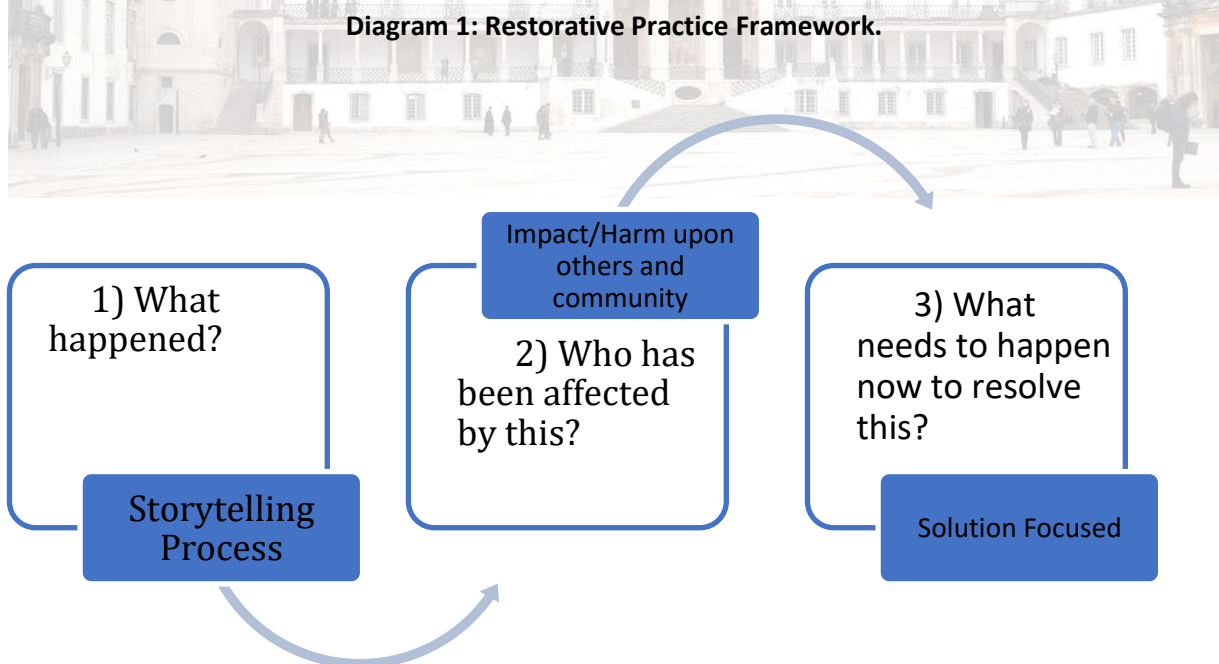 Diagram 1: Restorative Practice Framework.
1) What
happened?
Storytelling
Process
Impact/Harm upon
others and
community
2) Who has
been affected
by this?
3) What
needs to happen
now to resolve
this?
Solution Focused